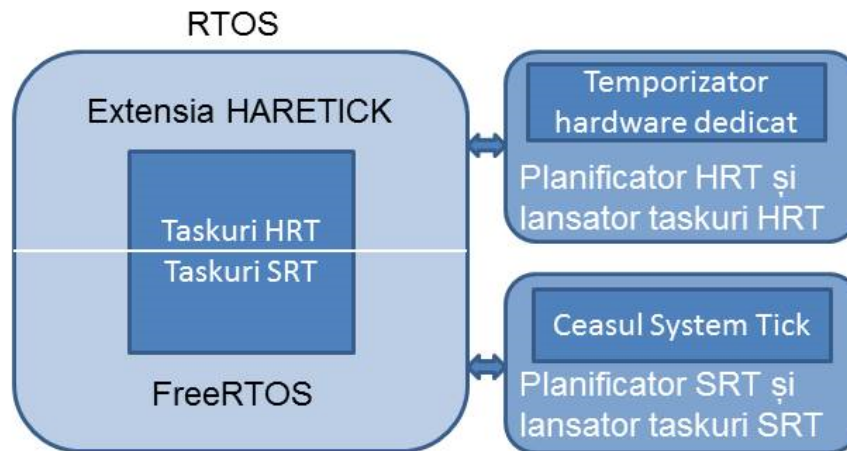 RTOS
Extensia HARETICK
Taskuri HRT
Taskuri SRT
FreeRTOS
Temporizator
hardware dedicat
Planificator HRT și
lansator taskuri HRT
Ceasul System Tick
Planificator SRT și
lansator taskuri SRT